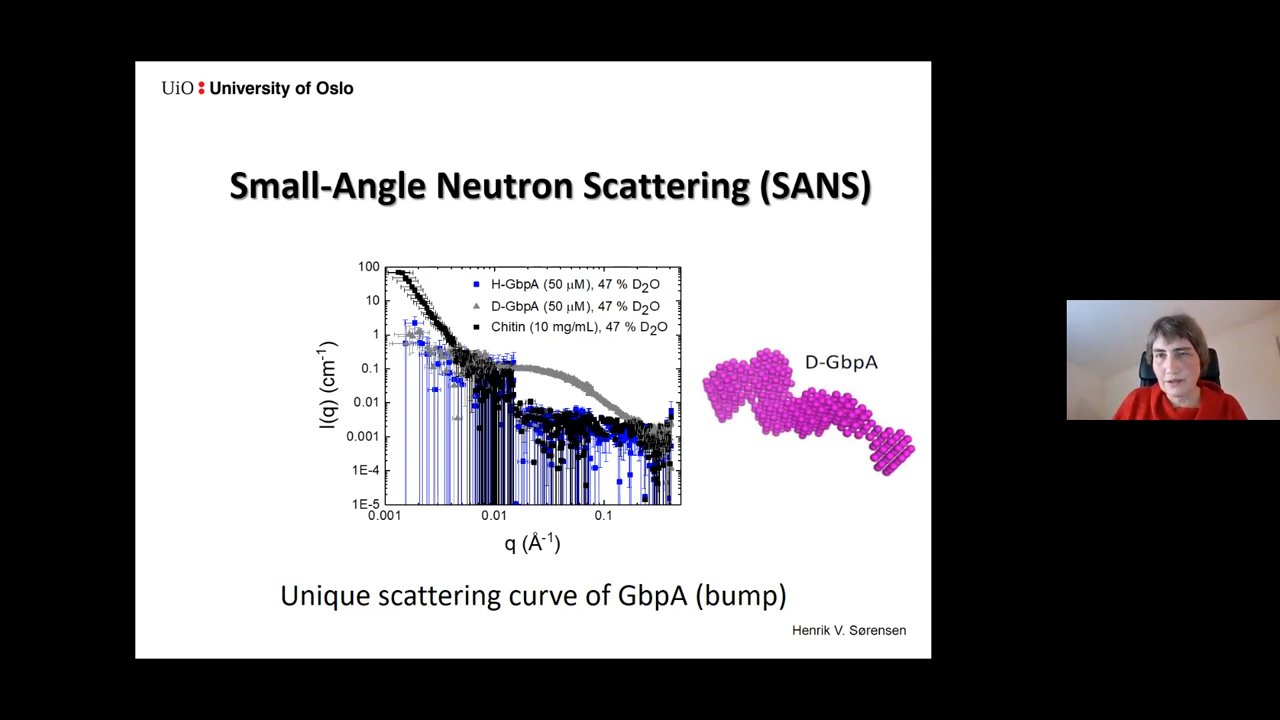 UiO : University of Oslo
Small-Angle Neutron Scattering (SANS)
100
10
1
0.1
0.01
0.001
1E-4
1E-5
I(q) (cm⁻¹)
H-GbpA (50 μM), 47 % D₂O
D-GbpA (50 μM), 47 % D₂O
Chitin (10 mg/mL), 47 % D₂O
0.001
0.01
0.1
q (Å⁻¹)
D-GbpA
Unique scattering curve of GbpA (bump)
Henrik V. Sørensen